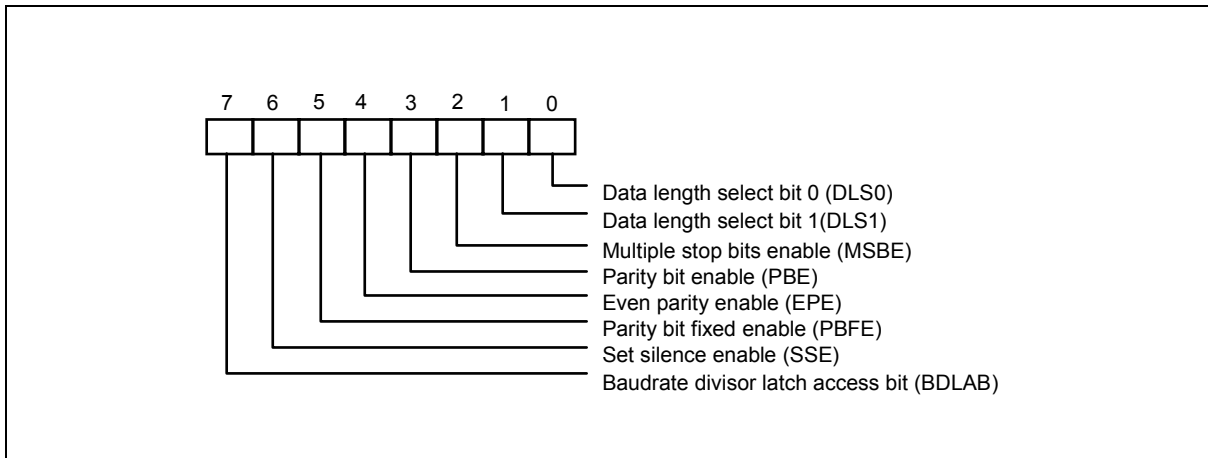 7 6 5 4 3 2 1 0
Data length select bit 0 (DLS0)
Data length select bit 1(DLS1)
Multiple stop bits enable (MSBE)
Parity bit enable (PBE)
Even parity enable (EPE)
Parity bit fixed enable (PBFE)
Set silence enable (SSE)
Baudrate divisor latch access bit (BDLAB)